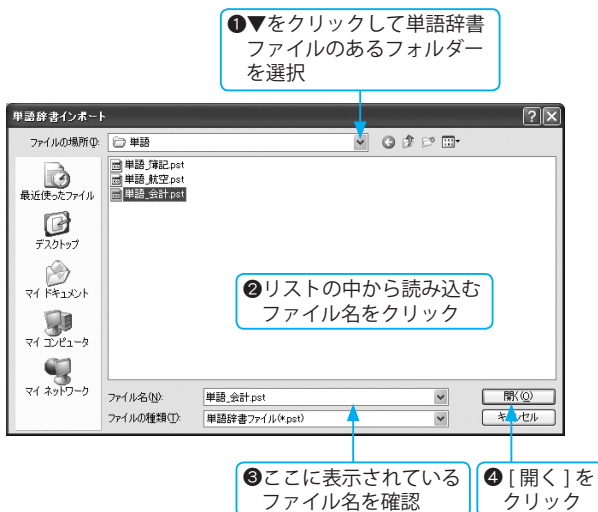 ❶▼をクリックして単語辞書
ファイルのあるフォルダー
を選択
単語辞書インポート
ファイルの場所(I):
単語
最近使ったファイル
デスクトップ
マイ ドキュメント
マイ コンピュータ
マイ ネットワーク
単語_簿記.pst
単語_航空.pst
単語_会計.pst
❷リストの中から読み込む
ファイル名をクリック
ファイル名(N):
単語_会計.pst
開く(O)
ファイルの種類(T):
単語辞書ファイル(*.pst)
キャンセル
❸ここに表示されている
ファイル名を確認
❹[開く]を
クリック